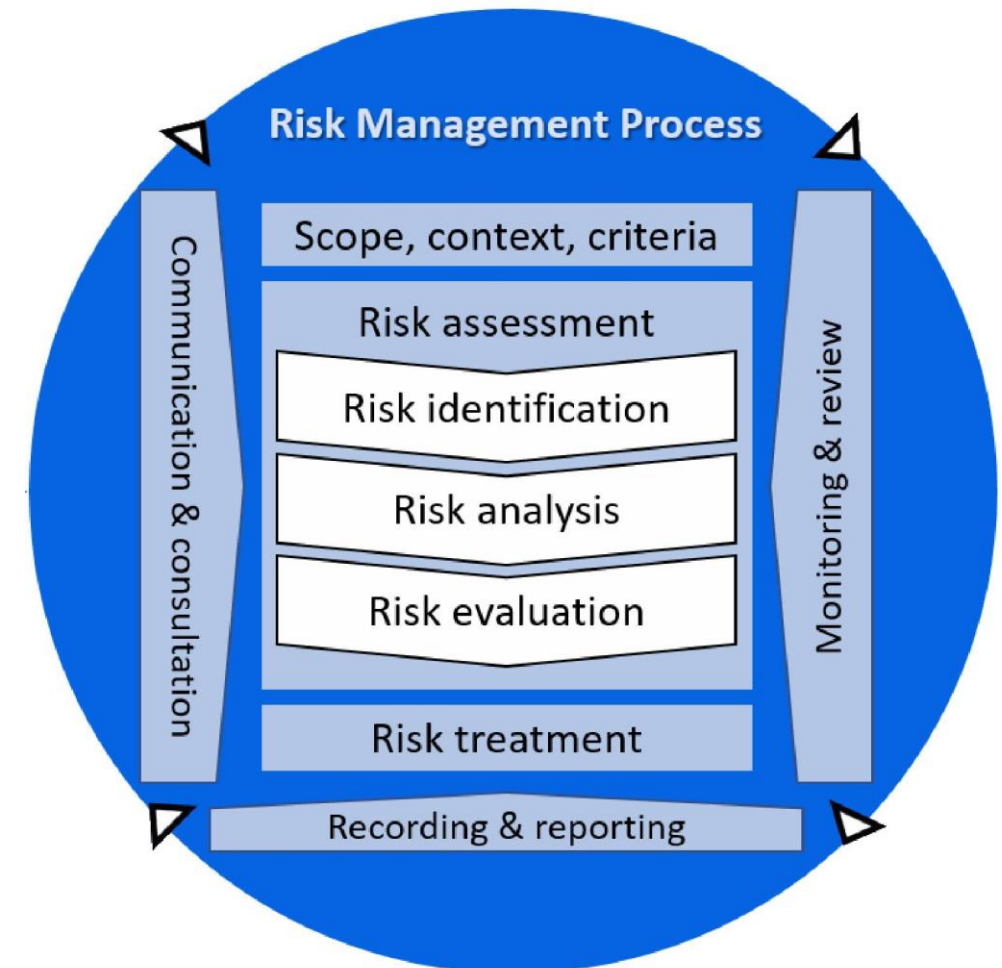 Risk Management Process
Scope, context, criteria
Risk assessment
Risk identification
Risk analysis
Risk evaluation
Risk treatment
Communication & consultation
Monitoring & review
Recording & reporting